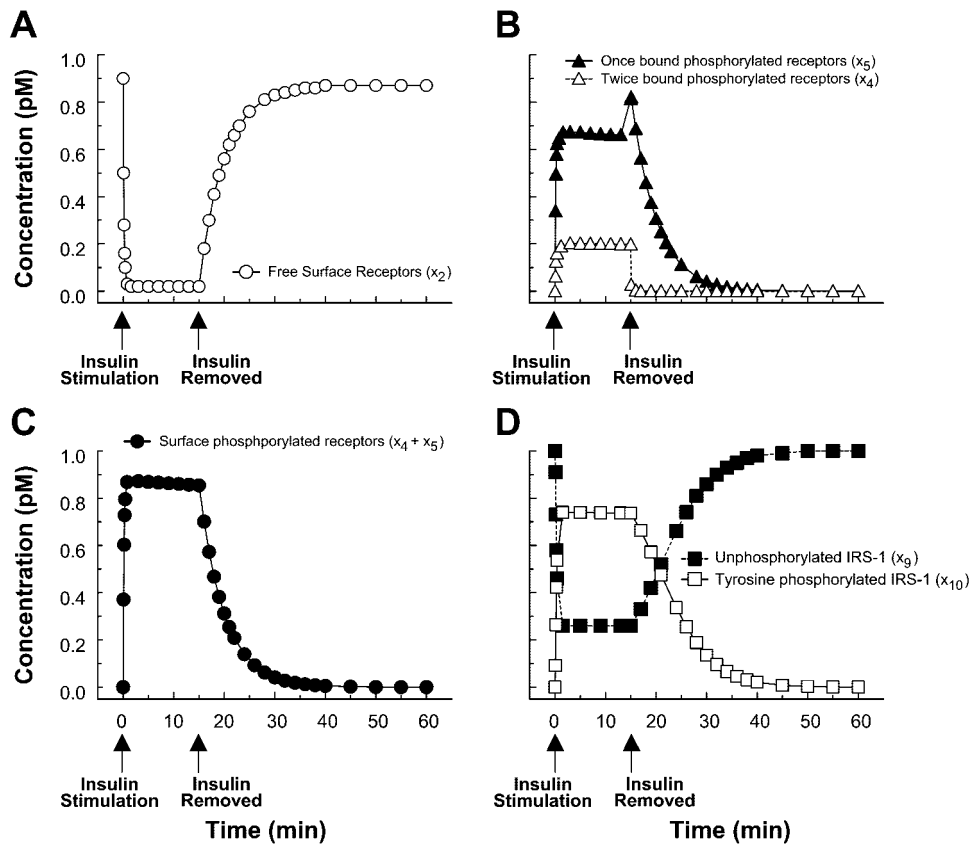 A
Concentration (pM)
1.0
0.8
0.6
0.4
0.2
0.0
Free Surface Receptors (x2)
Insulin
Stimulation
Insulin
Removed
B
Once bound phosphorylated receptors (x5)
Twice bound phosphorylated receptors (x4)
Insulin
Stimulation
Insulin
Removed
C
Surface phosphporylated receptors (x4 + x5)
Concentration (pM)
1.0
0.8
0.6
0.4
0.2
0.0
0 10 20 30 40 50 60
Insulin
Stimulation
Insulin
Removed
Time (min)
D
Unphosphorylated IRS-1 (x9)
Tyrosine phosphorylated IRS-1 (x10)
0 10 20 30 40 50 60
Insulin
Stimulation
Insulin
Removed
Time (min)